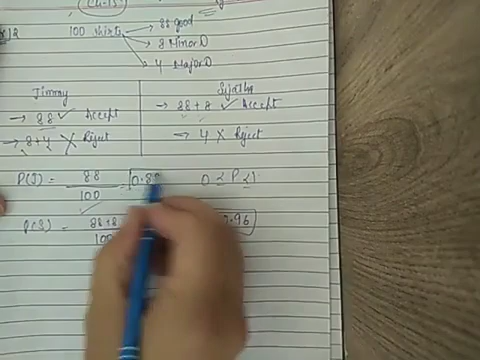 Ch-15
100 shirts → 88 good
→ 8 Minor D
→ 4 Major D
Jimmy
Sujatha
→ 88 ✓ Accept
→ 88 + 8 ✓ Accept
→ 8+4 X Reject
→ 4 X Reject
P(J) = 88/100 = 0.88
0 ≤ P ≤ 1
P(S) = 88+8/100
0.96